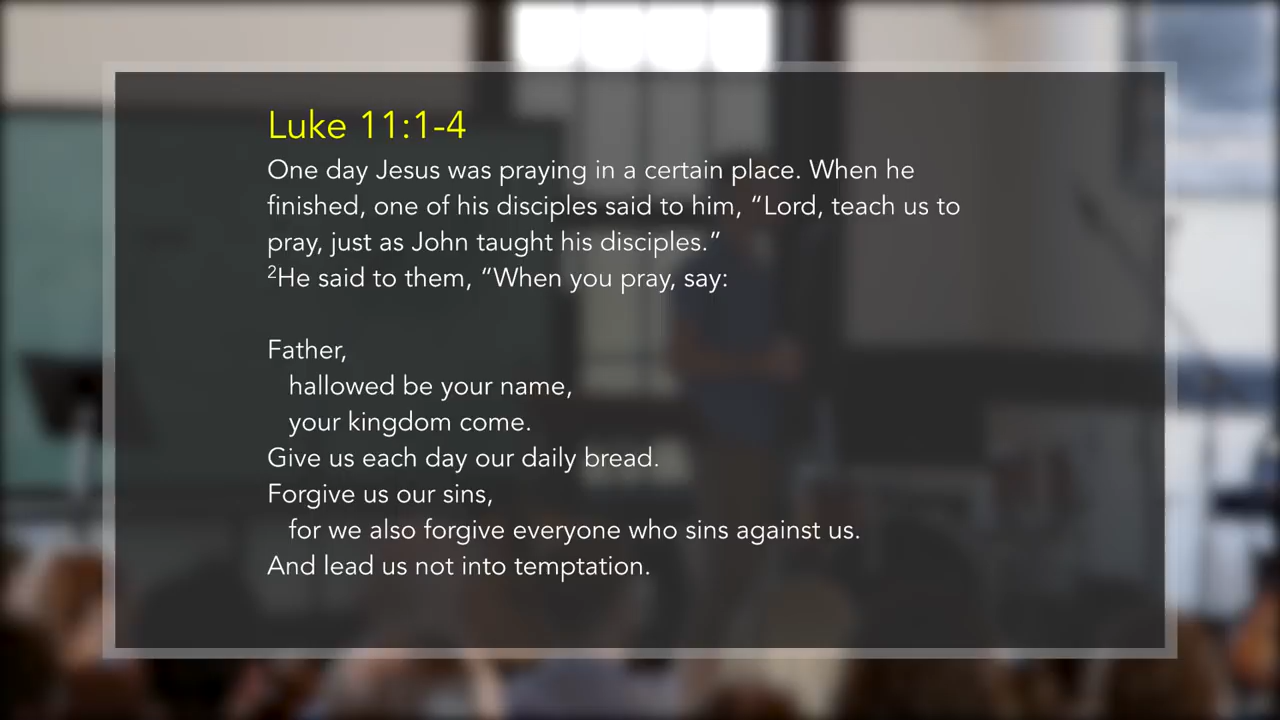 Luke 11:1-4
One day Jesus was praying in a certain place. When he
finished, one of his disciples said to him, “Lord, teach us to
pray, just as John taught his disciples.”
²He said to them, “When you pray, say:
Father,
hallowed be your name,
your kingdom come.
Give us each day our daily bread.
Forgive us our sins,
for we also forgive everyone who sins against us.
And lead us not into temptation.